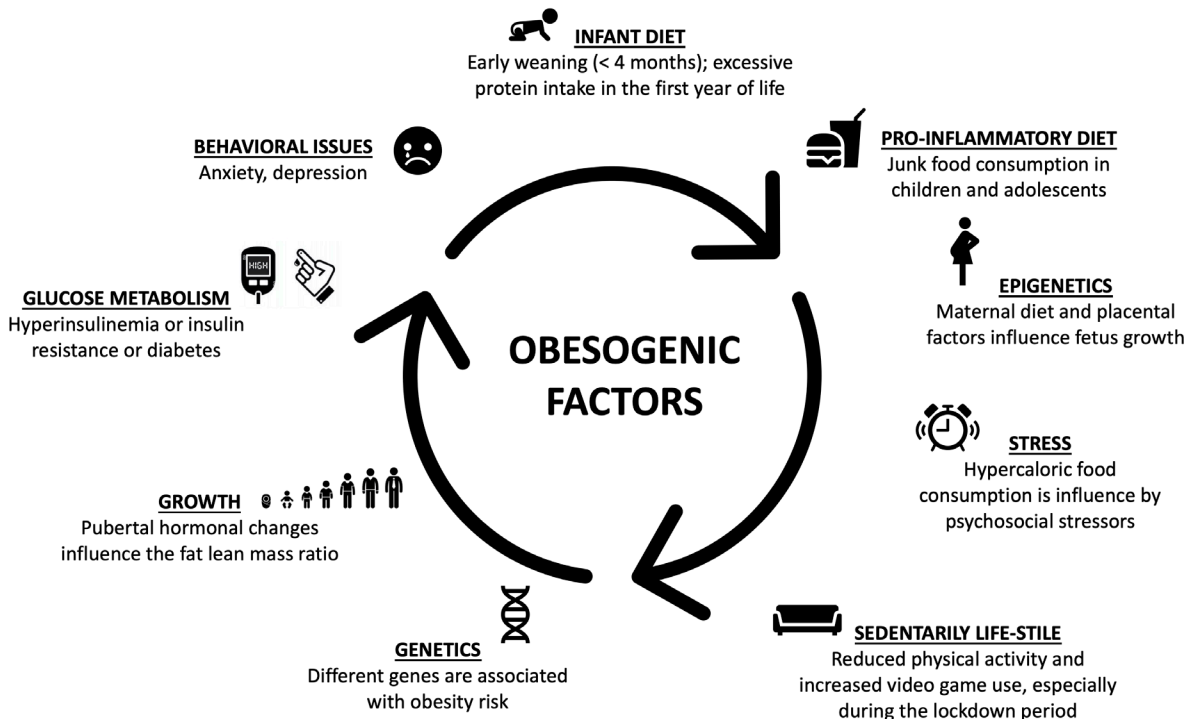 INFANT DIET
Early weaning (< 4 months); excessive
protein intake in the first year of life
PRO-INFLAMMATORY DIET
Junk food consumption in
children and adolescents
EPIGENETICS
Maternal diet and placental
factors influence fetus growth
STRESS
Hypercaloric food
consumption is influence by
psychosocial stressors
SEDENTARILY LIFE-STILE
Reduced physical activity and
increased video game use, especially
during the lockdown period
GENETICS
Different genes are associated
with obesity risk
GROWTH
Pubertal hormonal changes
influence the fat lean mass ratio
GLUCOSE METABOLISM
Hyperinsulinemia or insulin
resistance or diabetes
HIGH
BEHAVIORAL ISSUES
Anxiety, depression
OBESOGENIC
FACTORS